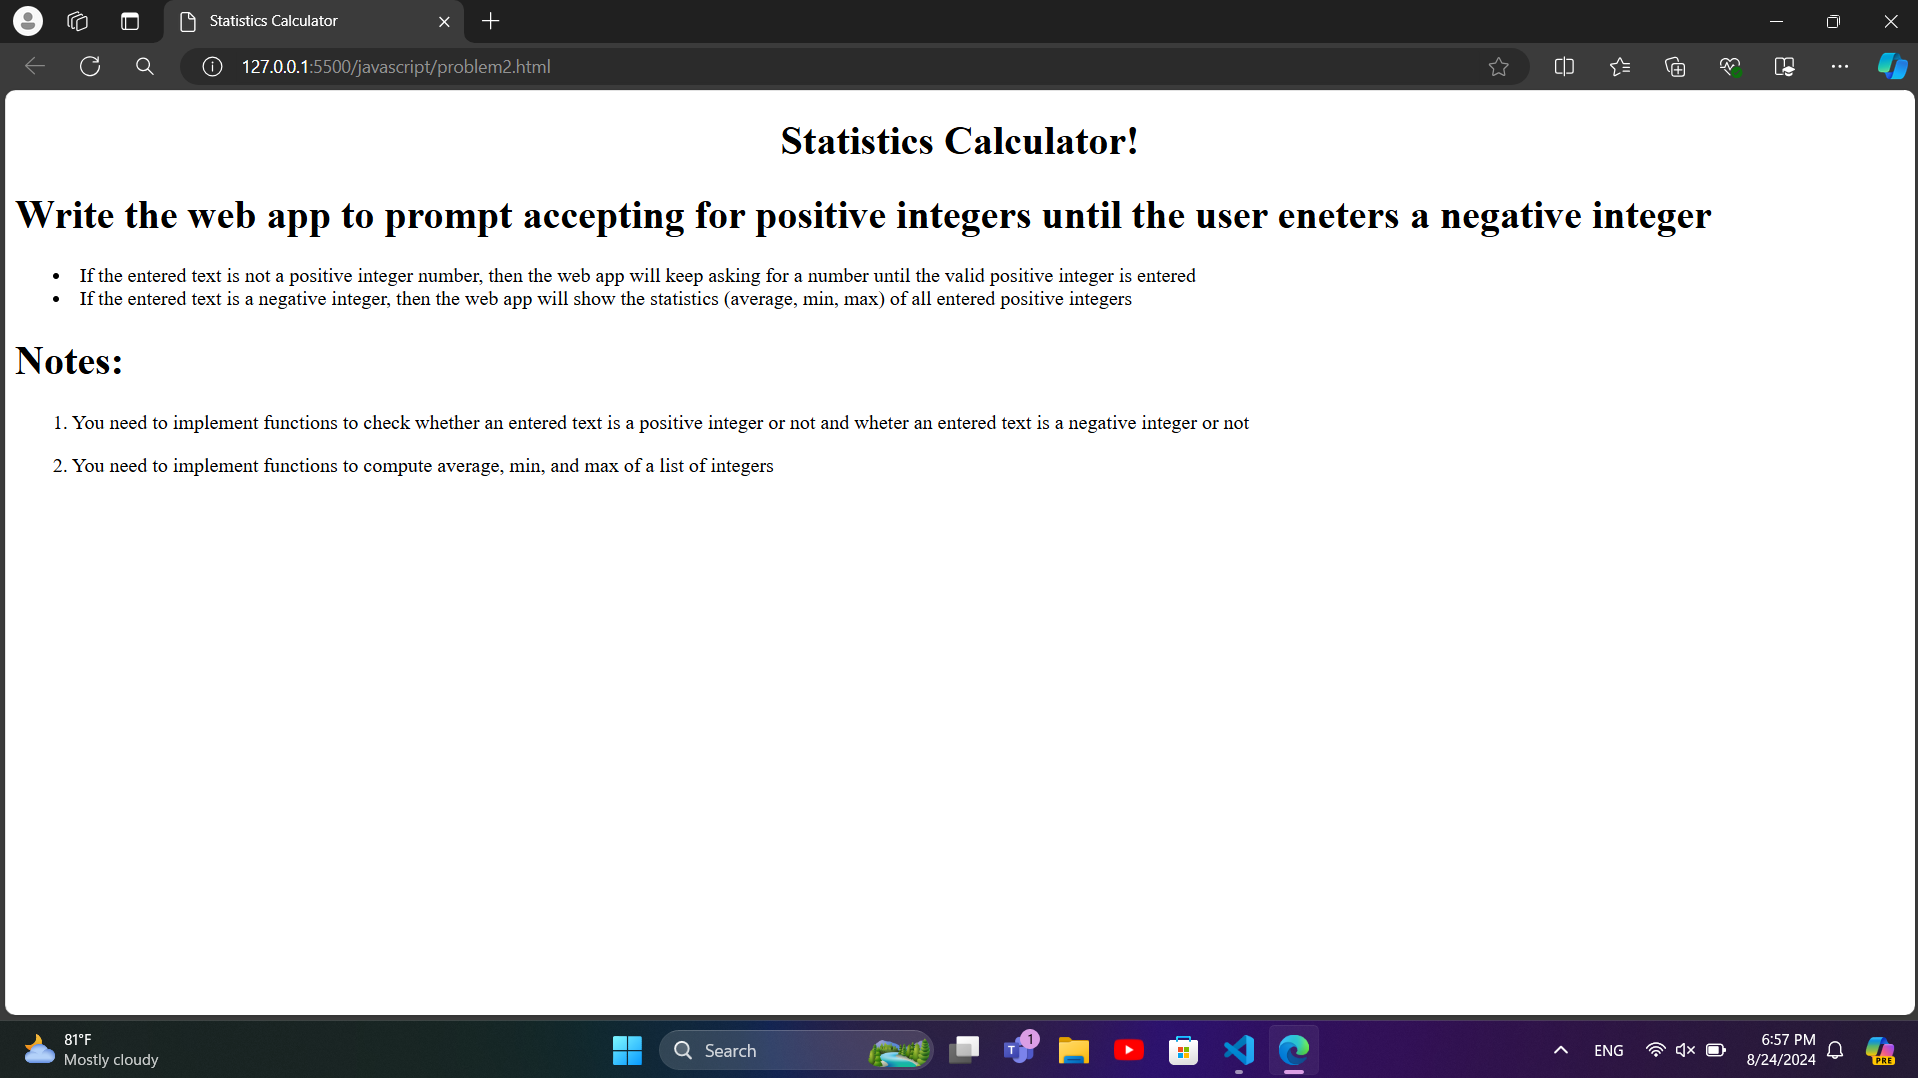 Statistics Calculator
127.0.0.1:5500/javascript/problem2.html
Statistics Calculator!
Write the web app to prompt accepting for positive integers until the user eneters a negative integer
• If the entered text is not a positive integer number, then the web app will keep asking for a number until the valid positive integer is entered
• If the entered text is a negative integer, then the web app will show the statistics (average, min, max) of all entered positive integers
Notes:
1. You need to implement functions to check whether an entered text is a positive integer or not and wheter an entered text is a negative integer or not
2. You need to implement functions to compute average, min, and max of a list of integers
81°F
Mostly cloudy
Search
1
ENG
6:57 PM
8/24/2024
PRE